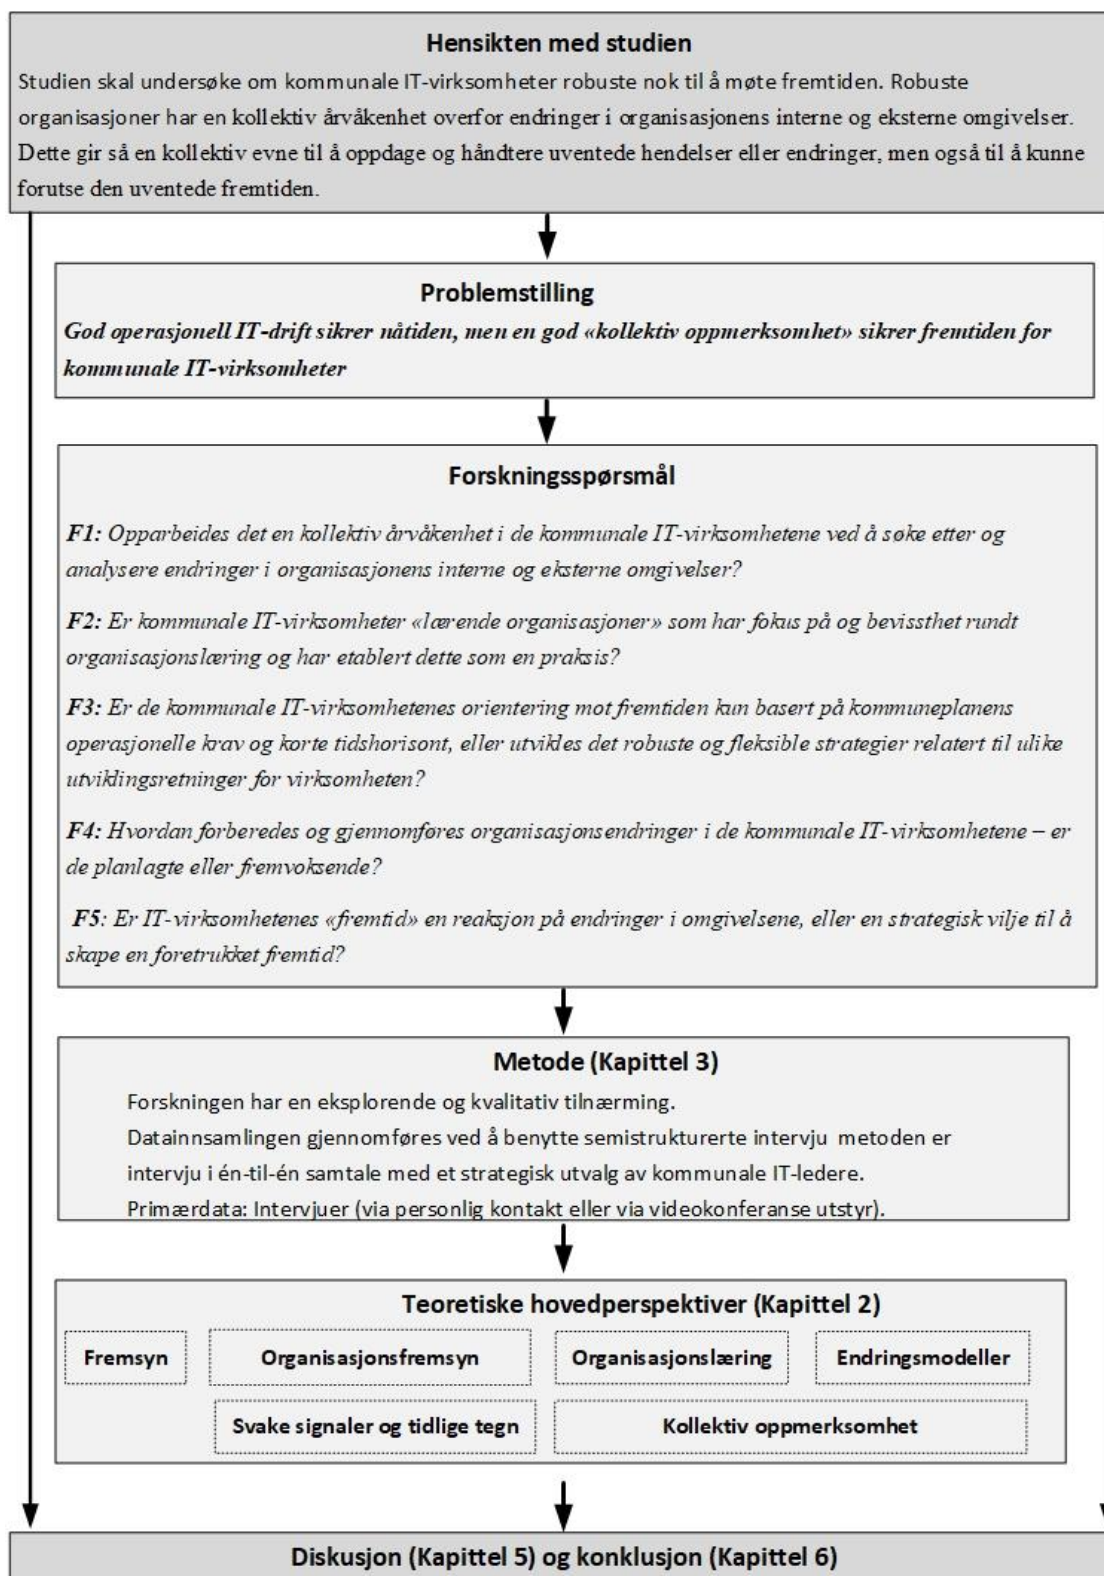 Hensikten med studien
Studien skal undersøke om kommunale IT-virksomheter robuste nok til å møte fremtiden. Robuste
organisasjoner har en kollektiv årvåkenhet overfor endringer i organisasjonens interne og eksterne omgivelser.
Dette gir så en kollektiv evne til å oppdage og håndtere uventede hendelser eller endringer, men også til å kunne
forutse den uventede fremtiden.
Problemstilling
God operasjonell IT-drift sikrer nåtiden, men en god «kollektiv oppmerksomhet» sikrer fremtiden for
kommunale IT-virksomheter
Forskningsspørsmål
F1: Opparbeides det en kollektiv årvåkenhet i de kommunale IT-virksomhetene ved å søke etter og
analysere endringer i organisasjonens interne og eksterne omgivelser?
F2: Er kommunale IT-virksomheter «lærende organisasjoner» som har fokus på og bevissthet rundt
organisasjonslæring og har etablert dette som en praksis?
F3: Er de kommunale IT-virksomhetenes orientering mot fremtiden kun basert på kommuneplanens
operasjonelle krav og korte tidshorisont, eller utvikles det robuste og fleksible strategier relatert til ulike
utviklingsretninger for virksomheten?
F4: Hvordan forberedes og gjennomføres organisasjonsendringer i de kommunale IT-virksomhetene – er
de planlagte eller fremvoksende?
F5: Er IT-virksomhetenes «fremtid» en reaksjon på endringer i omgivelsene, eller en strategisk vilje til å
skape en foretrukket fremtid?
Metode (Kapittel 3)
Forskningen har en eksplorende og kvalitativ tilnærming.
Datainnsamlingen gjennomføres ved å benytte semistrukturerte intervju metoden er
intervju i én-til-én samtale med et strategisk utvalg av kommunale IT-ledere.
Primærdata: Intervjuer (via personlig kontakt eller via videokonferanse utstyr).
Teoretiske hovedperspektiver (Kapittel 2)
Fremsyn
Organisasjonsfremsyn
Organisasjonslæring
Endringsmodeller
Svake signaler og tidlige tegn
Kollektiv oppmerksomhet
Diskusjon (Kapittel 5) og konklusjon (Kapittel 6)